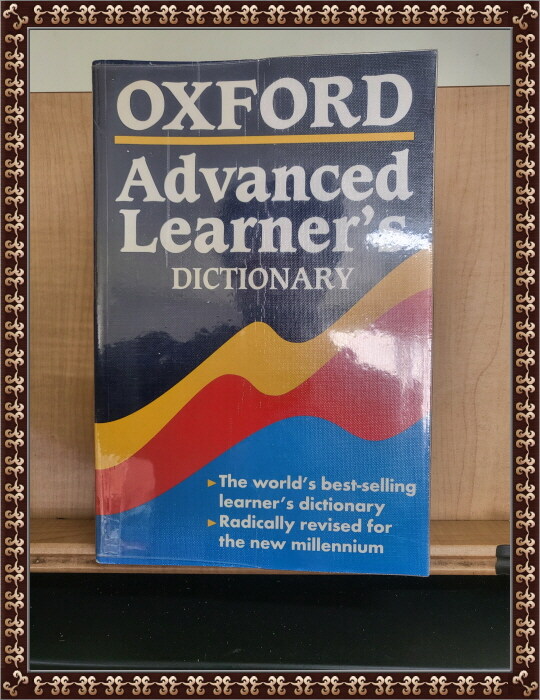 OXFORD
Advanced
Learner's
DICTIONARY
The world's best-selling
learner's dictionary
Radically revised for
the new millennium